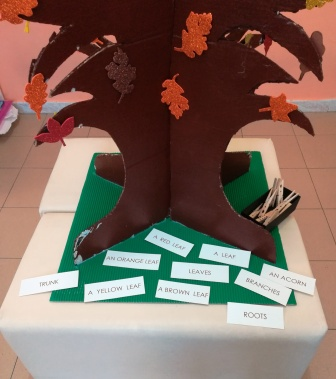 A RED LEAF
A LEAF
AN ORANGE LEAF
LEAVES
AN ACORN
TRUNK
A YELLOW LEAF
A BROWN LEAF
BRANCHES
ROOTS